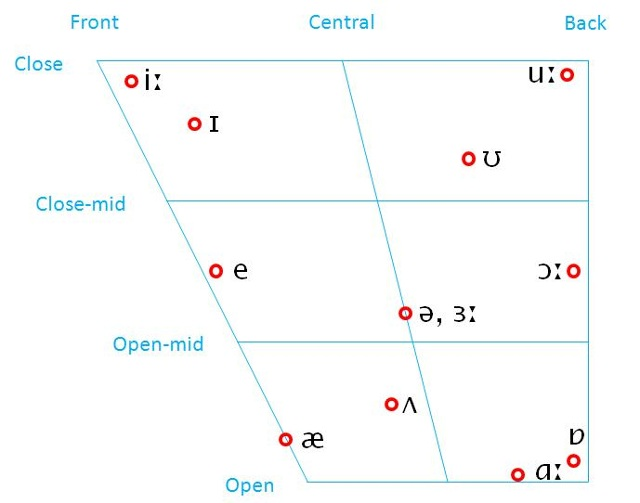 Front Central Back
Close
iː
uː
ɪ
ʊ
Close-mid
e
ɔː
ə, ɜː
Open-mid
ʌ
æ
ɒ
ɑː
Open